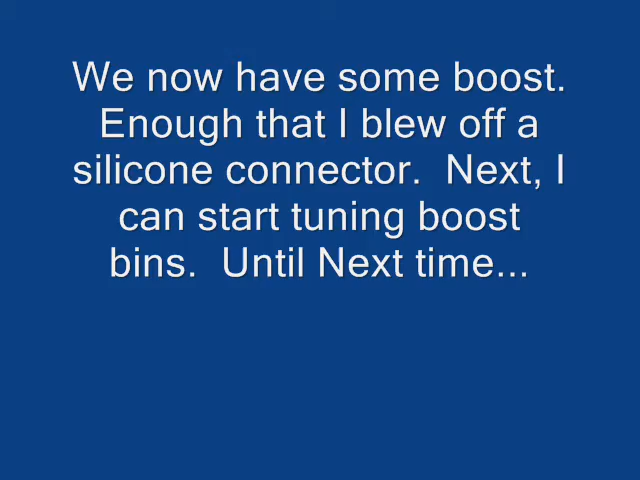 We now have some boost.
Enough that I blew off a
silicone connector.  Next, I
can start tuning boost
bins.  Until Next time...